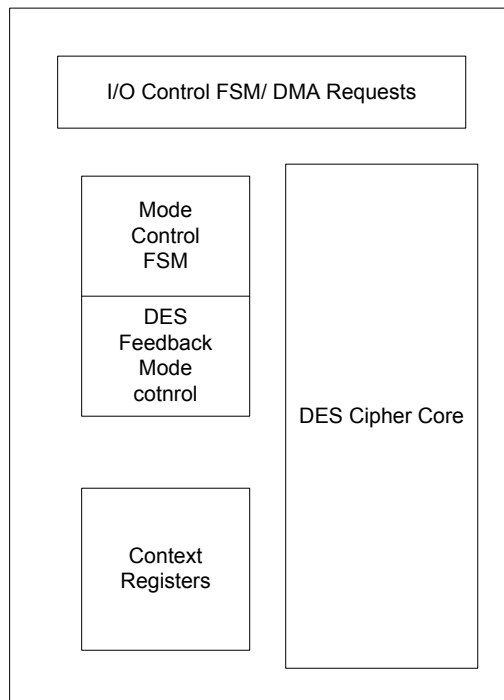 I/O Control FSM/ DMA Requests
Mode
Control
FSM
DES
Feedback
Mode
cotnrol
DES Cipher Core
Context
Registers